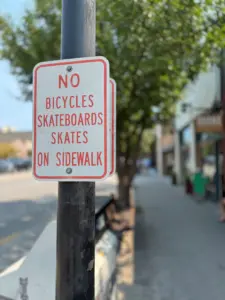 NO
BICYCLES
SKATEBOARDS
SKATES
ON SIDEWALK